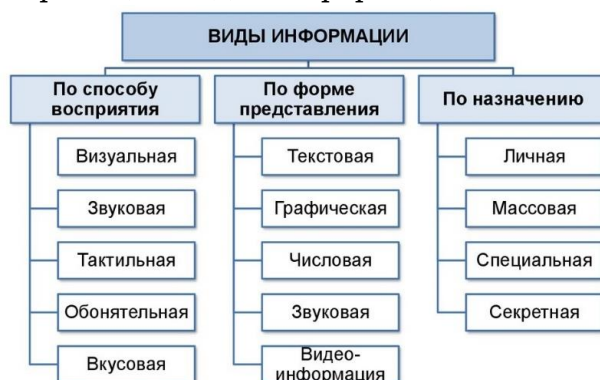 ВИДЫ ИНФОРМАЦИИ
По способу
восприятия
Визуальная
Звуковая
Тактильная
Обонятельная
Вкусовая
По форме
представления
Текстовая
Графическая
Числовая
Звуковая
Видео-
информация
По назначению
Личная
Массовая
Специальная
Секретная